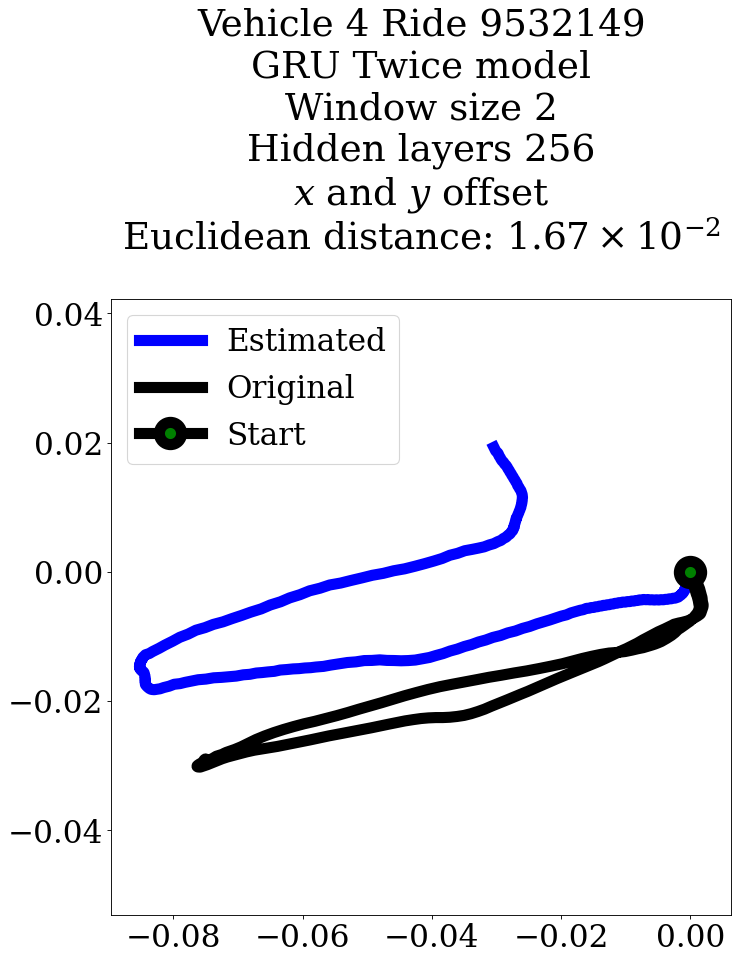 Vehicle 4 Ride 9532149
GRU Twice model
Window size 2
Hidden layers 256
x and y offset
Euclidean distance: 1.67 × 10⁻²
0.04
0.02
0.00
−0.02
−0.04
Estimated
Original
Start
−0.08 −0.06 −0.04 −0.02 0.00